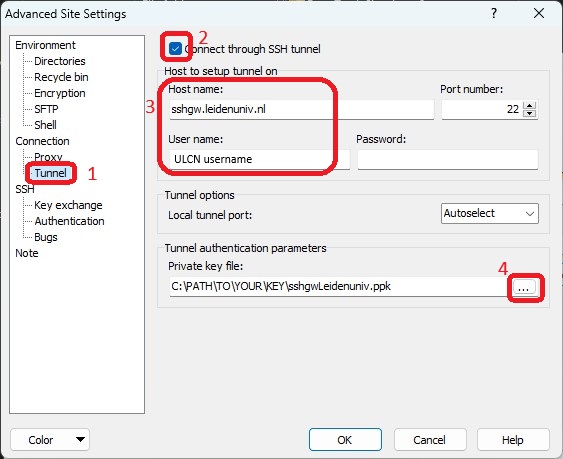 Advanced Site Settings
?
Environment
Directories
Recycle bin
Encryption
SFTP
Shell
Connection
Proxy
Tunnel
1
SSH
Key exchange
Authentication
Bugs
Note
2
Connect through SSH tunnel
Host to setup tunnel on
Host name:
Port number:
3
sshgw.leidenuniv.nl
22
User name:
Password:
ULCN username
Tunnel options
Local tunnel port:
Autoselect
Tunnel authentication parameters
Private key file:
4
C:\PATH\TO\YOUR\KEY\sshgwLeidenuniv.ppk
...
Color
OK
Cancel
Help